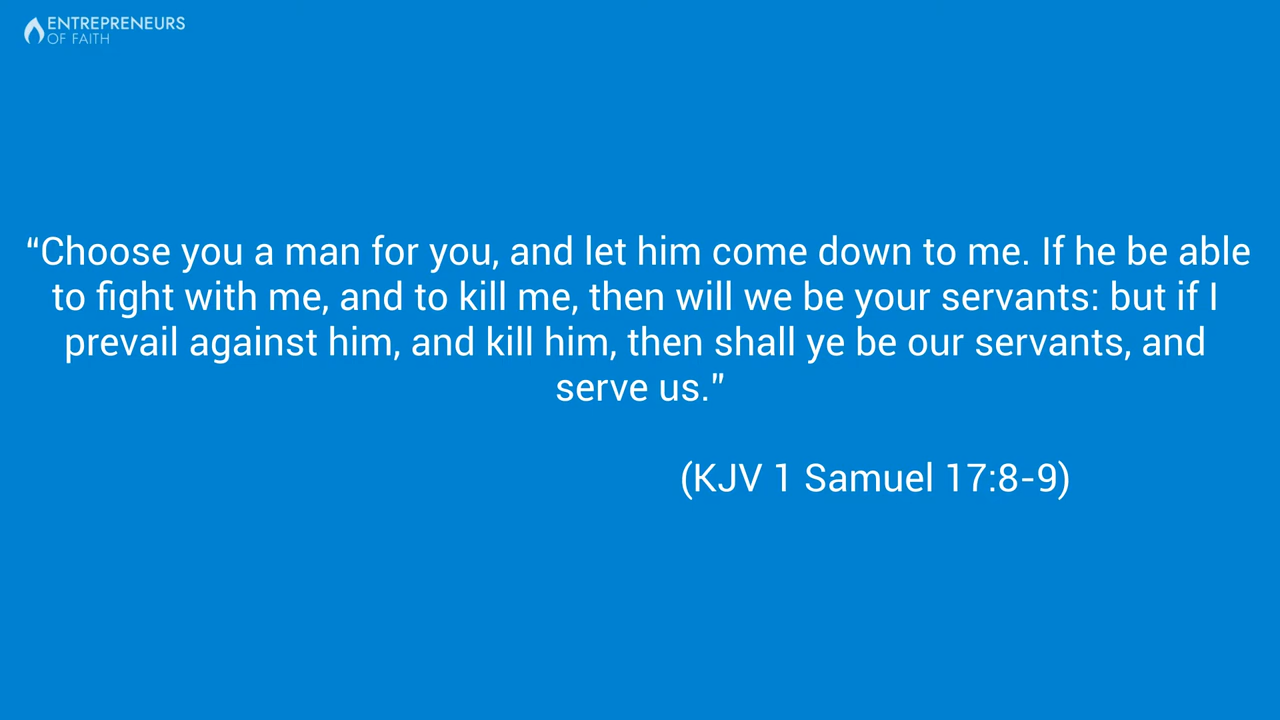 ENTREPRENEURS
OF FAITH
“Choose you a man for you, and let him come down to me. If he be able
to fight with me, and to kill me, then will we be your servants: but if I
prevail against him, and kill him, then shall ye be our servants, and
serve us.”
(KJV 1 Samuel 17:8-9)